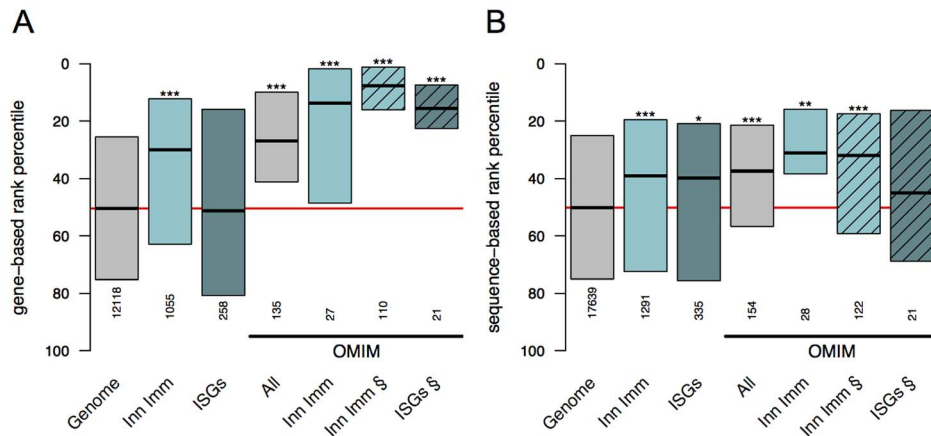 A
B
gene-based rank percentile
0
20
40
60
80
100
***
***
***
***
***
12118
1055
258
135
27
110
21
OMIM
Genome
Inn Imm
ISGs
All
Inn Imm
Inn Imm §
ISGs §
sequence-based rank percentile
0
20
40
60
80
100
***
*
***
**
***
17639
1291
335
154
28
122
21
OMIM
Genome
Inn Imm
ISGs
All
Inn Imm
Inn Imm §
ISGs §